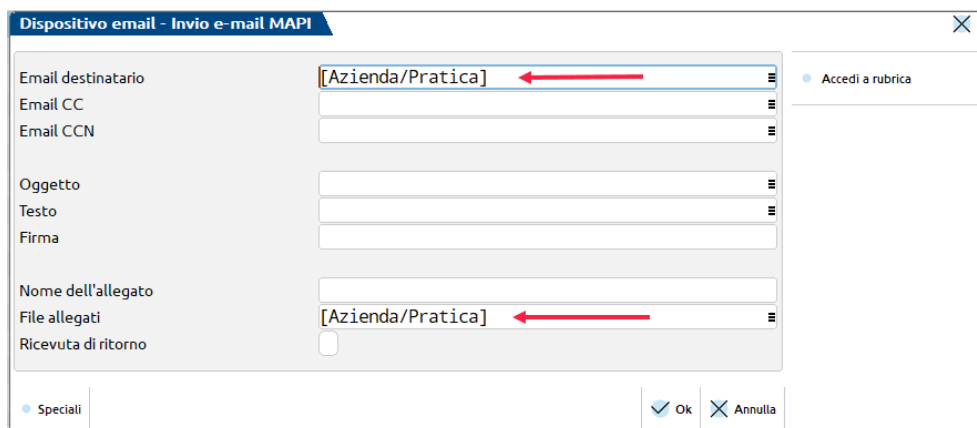 Dispositivo email - Invio e-mail MAPI
Email destinatario [Azienda/Pratica]
Accedi a rubrica
Email CC
Email CCN
Oggetto
Testo
Firma
Nome dell'allegato
File allegati [Azienda/Pratica]
Ricevuta di ritorno
Speciali Ok Annulla